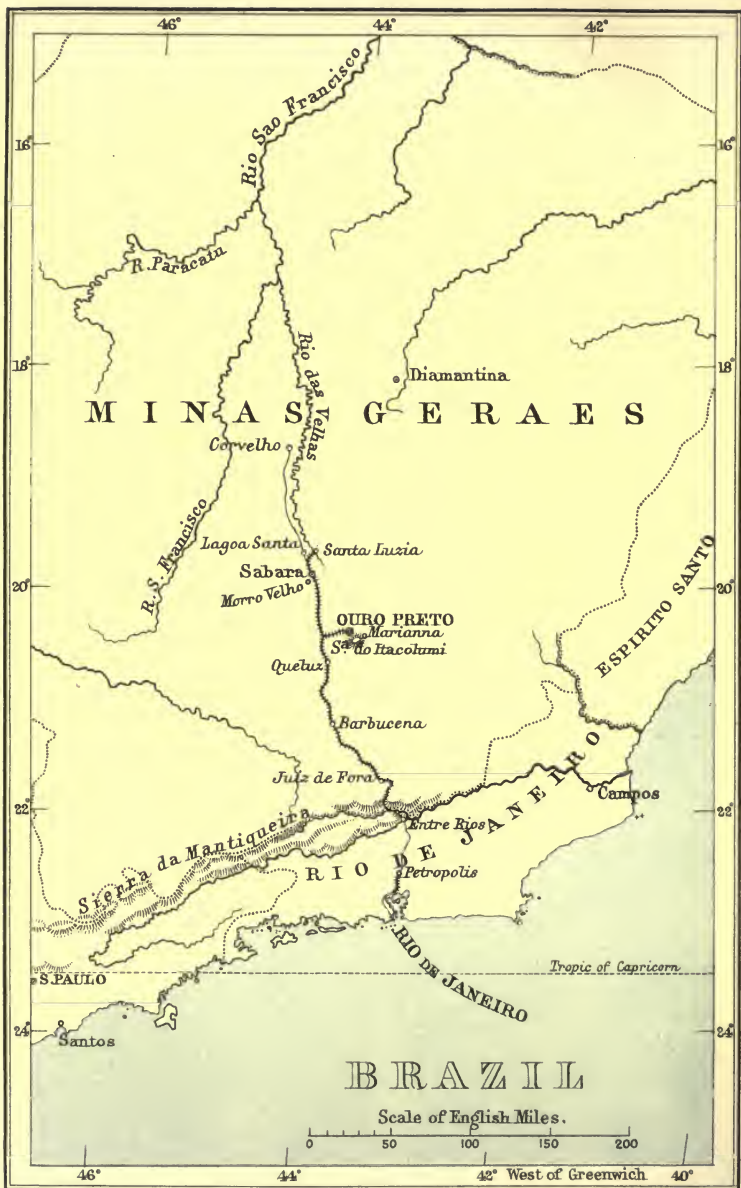 46° 44° 42°
16° 16°
Rio Sao Francisco
R. Paracatu
18° 18°
Rio das Velhas
Diamantina
MINAS GERAES
Corvelho
R. S. Francisco
Lagoa Santa
Santa Luzia
Sabara
Morro Velho
20° 20°
ESPIRITO SANTO
OURO PRETO
Marianna
Sa. do Itacolumi
Queluz
Barbucena
Juiz de Fora
22° 22°
Campos
Entre Rios
Sierra da Mantiqueira
RIO DE JANEIRO
Petropolis
RIO DE JANEIRO
Tropic of Capricorn
S. PAULO
24° 24°
Santos
BRAZIL
Scale of English Miles.
0 50 100 150 200
46° 44° 42° West of Greenwich 40°